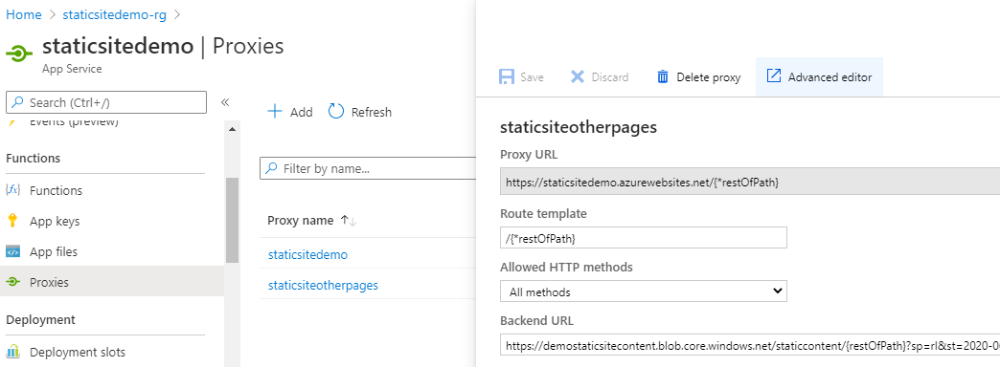 Home > staticsitedemo-rg >
staticsitedemo | Proxies
App Service
Search (Ctrl+/)
«
Events (preview)
Functions
Functions
App keys
App files
Proxies
Deployment
Deployment slots
Add
Refresh
Filter by name...
Proxy name ↑↓
staticsitedemo
staticsiteotherpages
Save
Discard
Delete proxy
Advanced editor
staticsiteotherpages
Proxy URL
https://staticsitedemo.azurewebsites.net/{*restOfPath}
Route template
/{*restOfPath}
Allowed HTTP methods
All methods
Backend URL
https://demostaticsitecontent.blob.core.windows.net/staticcontent/{restOfPath}?sp=rl&st=2020-0